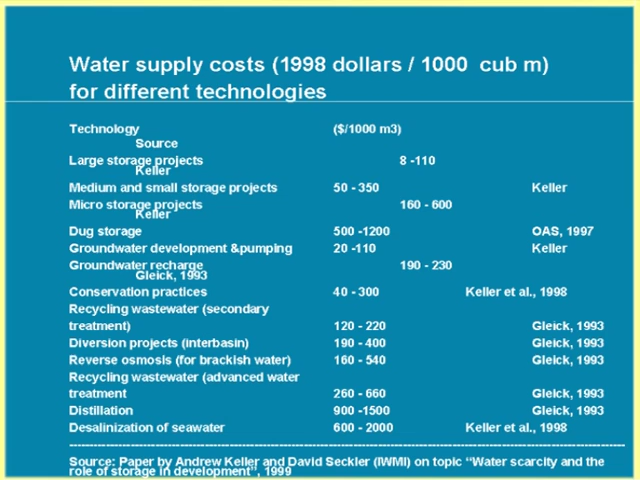 Water supply costs (1998 dollars / 1000 cub m)
for different technologies
Technology ($/1000 m3)
Source
Large storage projects 8 -110
Keller
Medium and small storage projects 50 - 350 Keller
Micro storage projects 160 - 600
Keller
Dug storage 500 -1200 OAS, 1997
Groundwater development &pumping 20 -110 Keller
Groundwater recharge 190 - 230
Gleick, 1993
Conservation practices 40 - 300 Keller et al., 1998
Recycling wastewater (secondary
treatment) 120 - 220 Gleick, 1993
Diversion projects (interbasin) 190 - 400 Gleick, 1993
Reverse osmosis (for brackish water) 160 - 540 Gleick, 1993
Recycling wastewater (advanced water
treatment 260 - 660 Gleick, 1993
Distillation 900 -1500 Gleick, 1993
Desalinization of seawater 600 - 2000 Keller et al., 1998
Source: Paper by Andrew Keller and David Seckler (IWMI) on topic “Water scarcity and the
role of storage in development”, 1999